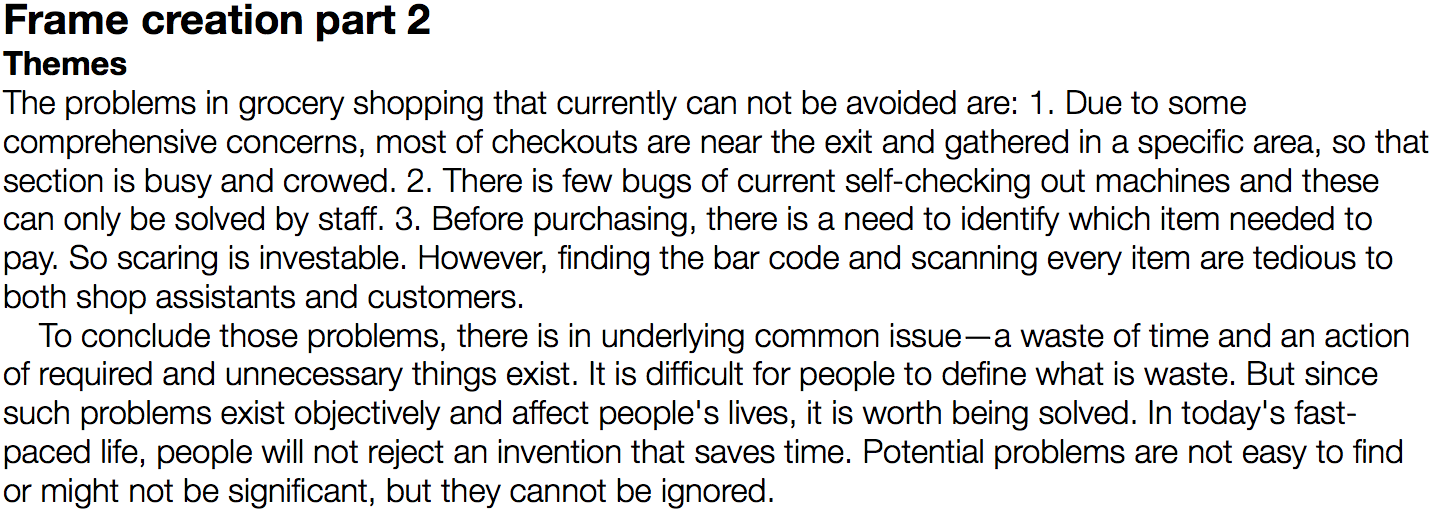 Frame creation part 2
Themes
The problems in grocery shopping that currently can not be avoided are: 1. Due to some
comprehensive concerns, most of checkouts are near the exit and gathered in a specific area, so that
section is busy and crowed. 2. There is few bugs of current self-checking out machines and these
can only be solved by staff. 3. Before purchasing, there is a need to identify which item needed to
pay. So scaring is investable. However, finding the bar code and scanning every item are tedious to
both shop assistants and customers.
To conclude those problems, there is in underlying common issue—a waste of time and an action
of required and unnecessary things exist. It is difficult for people to define what is waste. But since
such problems exist objectively and affect people's lives, it is worth being solved. In today's fast-
paced life, people will not reject an invention that saves time. Potential problems are not easy to find
or might not be significant, but they cannot be ignored.